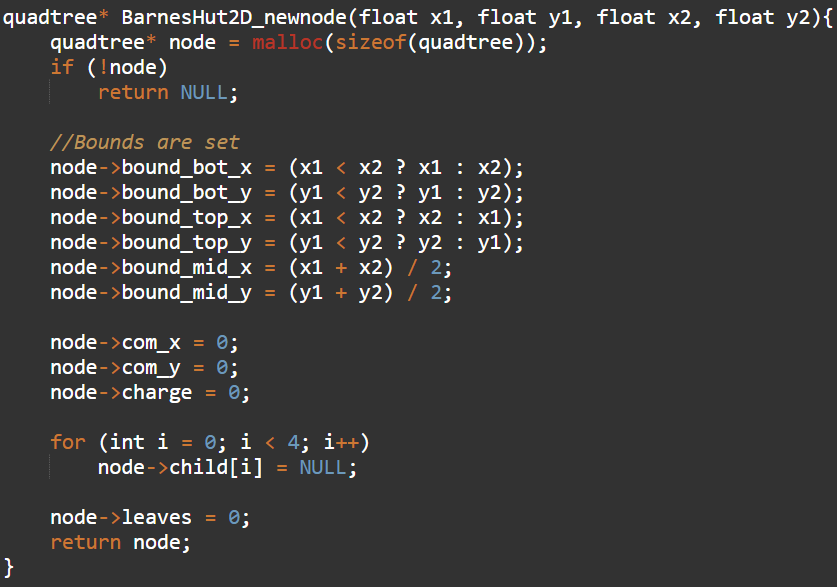 quadtree* BarnesHut2D_newnode(float x1, float y1, float x2, float y2){
    quadtree* node = malloc(sizeof(quadtree));
    if (!node)
        return NULL;

    //Bounds are set
    node->bound_bot_x = (x1 < x2 ? x1 : x2);
    node->bound_bot_y = (y1 < y2 ? y1 : y2);
    node->bound_top_x = (x1 < x2 ? x2 : x1);
    node->bound_top_y = (y1 < y2 ? y2 : y1);
    node->bound_mid_x = (x1 + x2) / 2;
    node->bound_mid_y = (y1 + y2) / 2;

    node->com_x = 0;
    node->com_y = 0;
    node->charge = 0;

    for (int i = 0; i < 4; i++)
        node->child[i] = NULL;

    node->leaves = 0;
    return node;
}